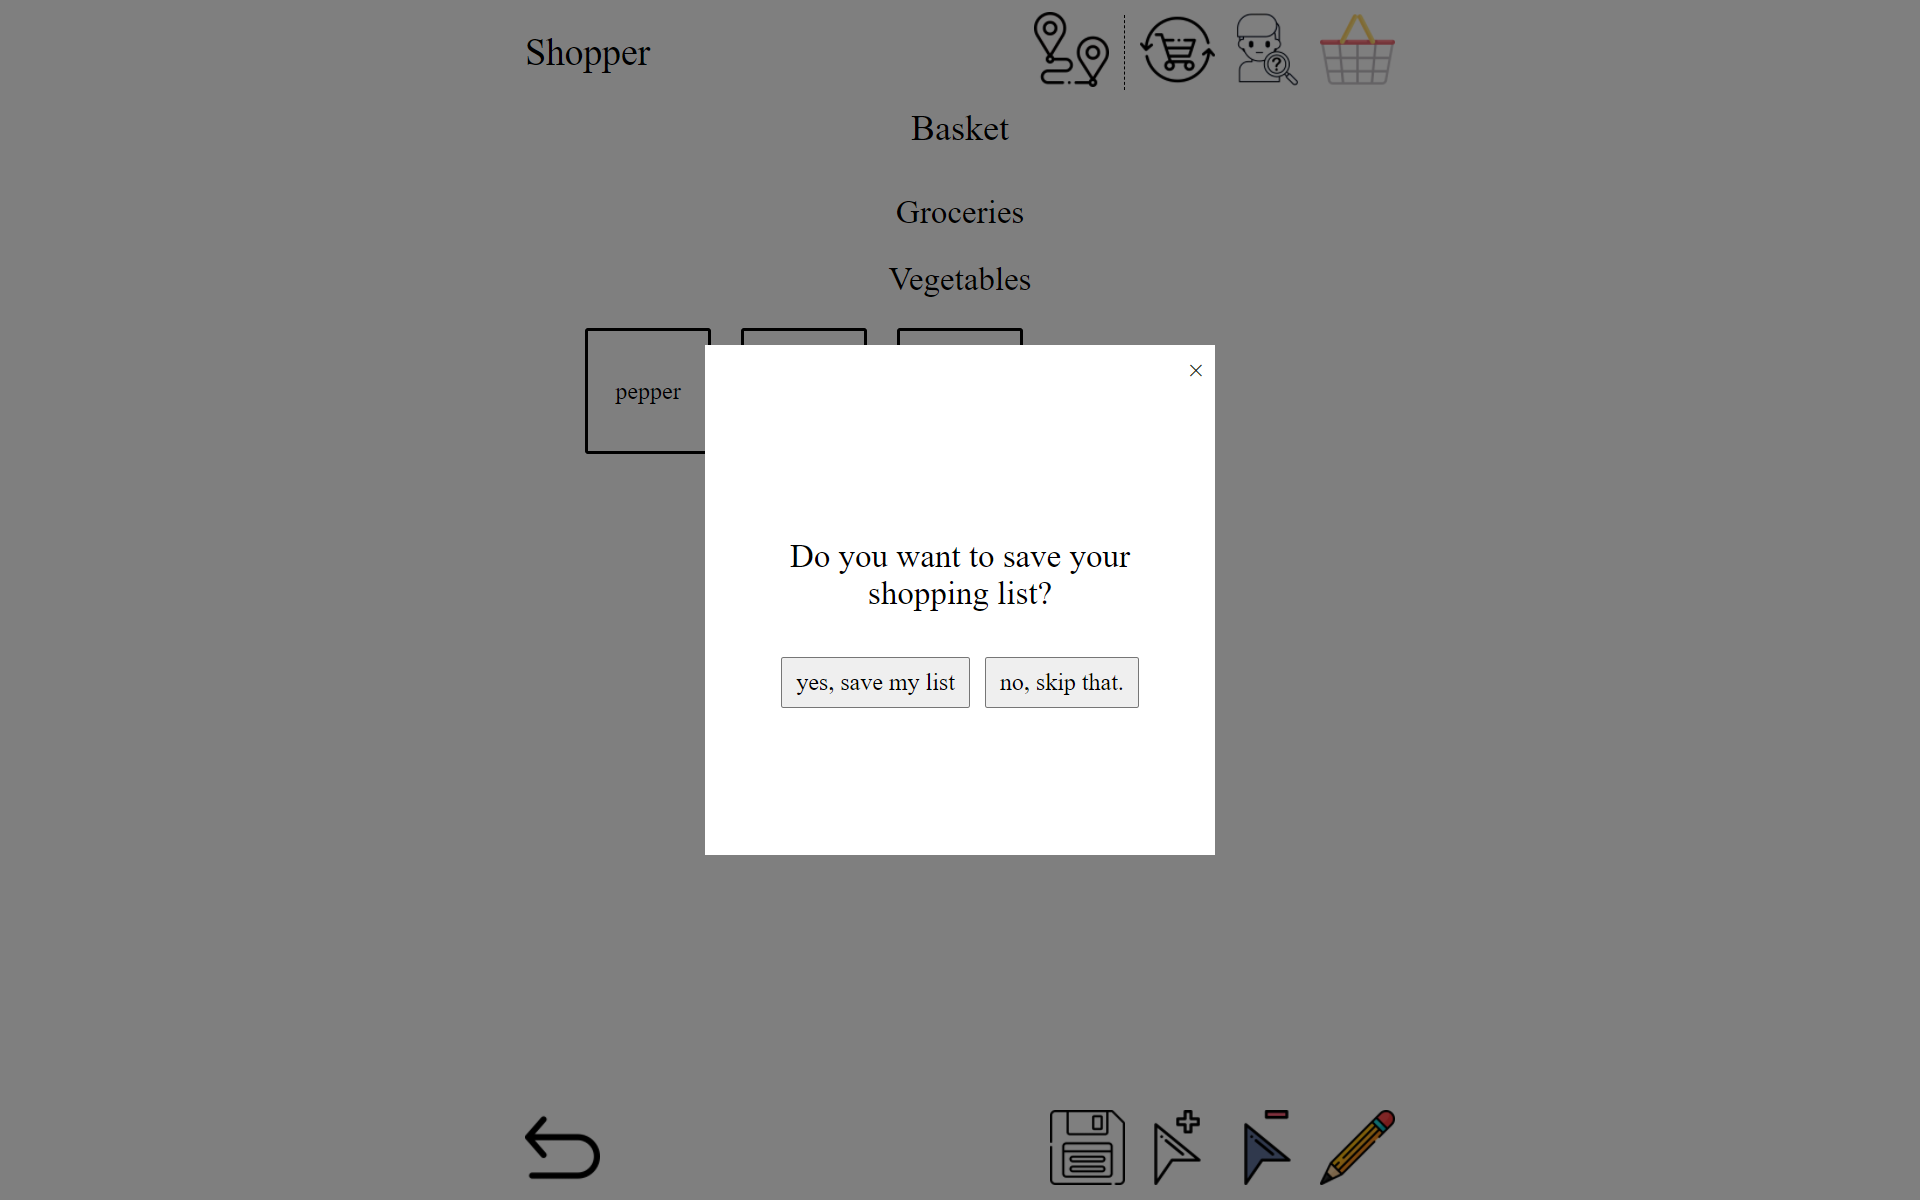 Shopper
Basket
Groceries
Vegetables
pepper
×
Do you want to save your
shopping list?
yes, save my list
no, skip that.
?